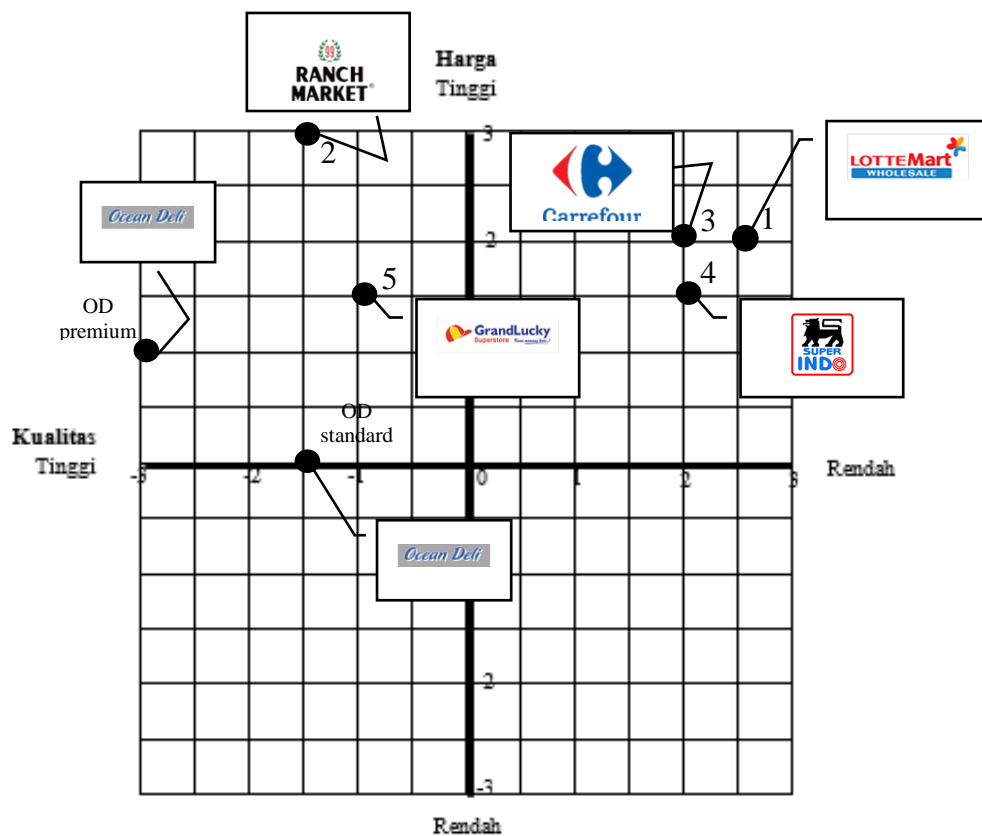 99
RANCH
MARKET
Harga
Tinggi
3
2
Carrefour
3
1
LOTTEMart
WHOLESALE
Ocean Deli
2
4
5
OD
premium
GrandLucky
Superstore
SUPER
INDO
OD
standard
Kualitas
Tinggi
-3
-2
-1
0
1
2
3
Rendah
Ocean Deli
-2
-3
Rendah